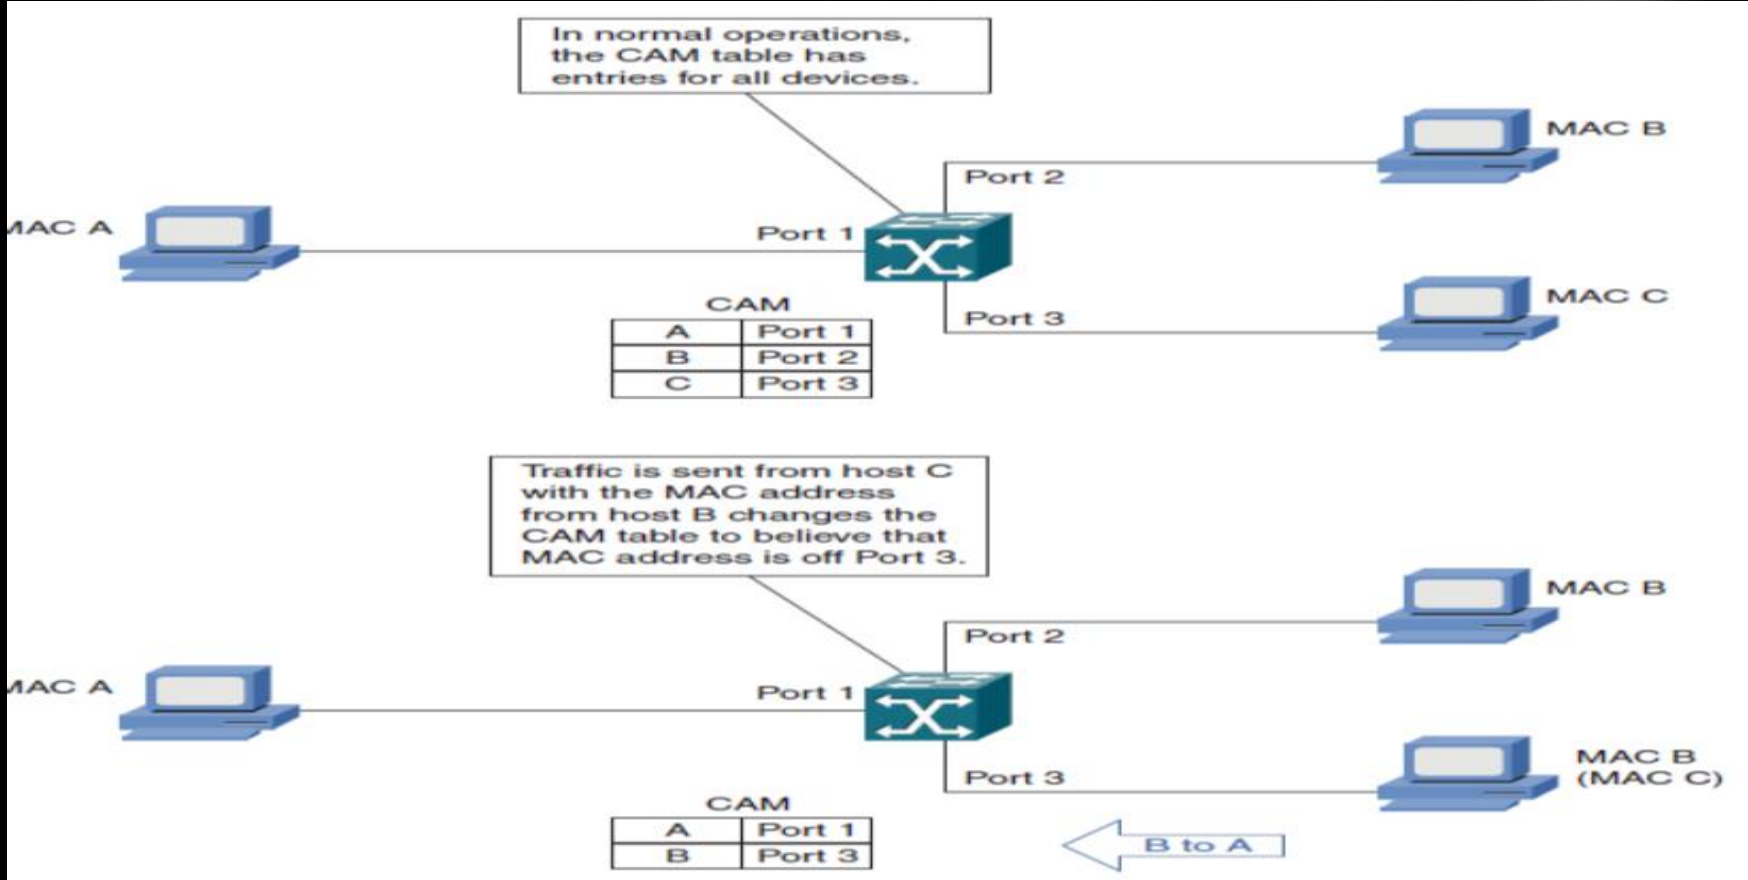 In normal operations,
the CAM table has
entries for all devices.
MAC B
Port 2
MAC A
Port 1
MAC C
Port 3
CAM
A Port 1
B Port 2
C Port 3
Traffic is sent from host C
with the MAC address
from host B changes the
CAM table to believe that
MAC address is off Port 3.
MAC B
Port 2
MAC A
Port 1
MAC B
(MAC C)
Port 3
CAM
A Port 1
B Port 3
B to A